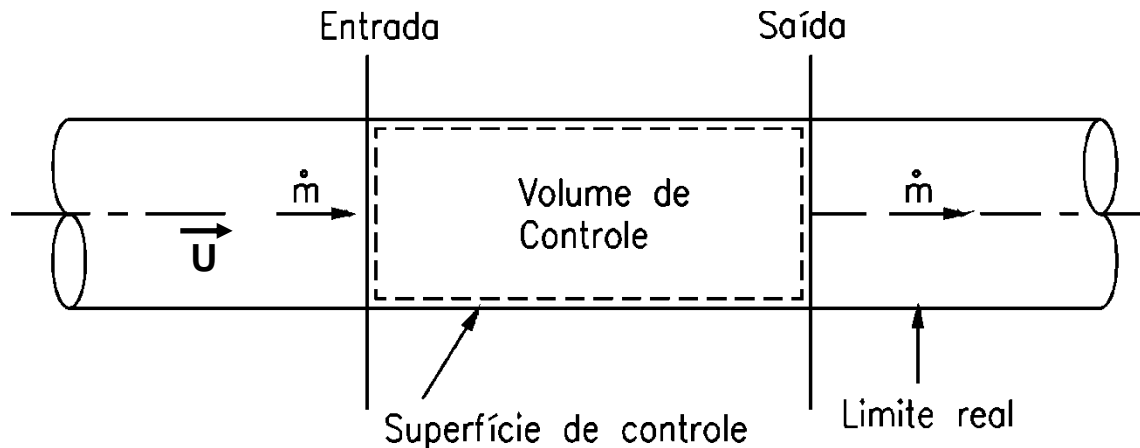 Entrada
Saída
ṁ
Volume de
Controle
ṁ
U
Superfície de controle
Limite real